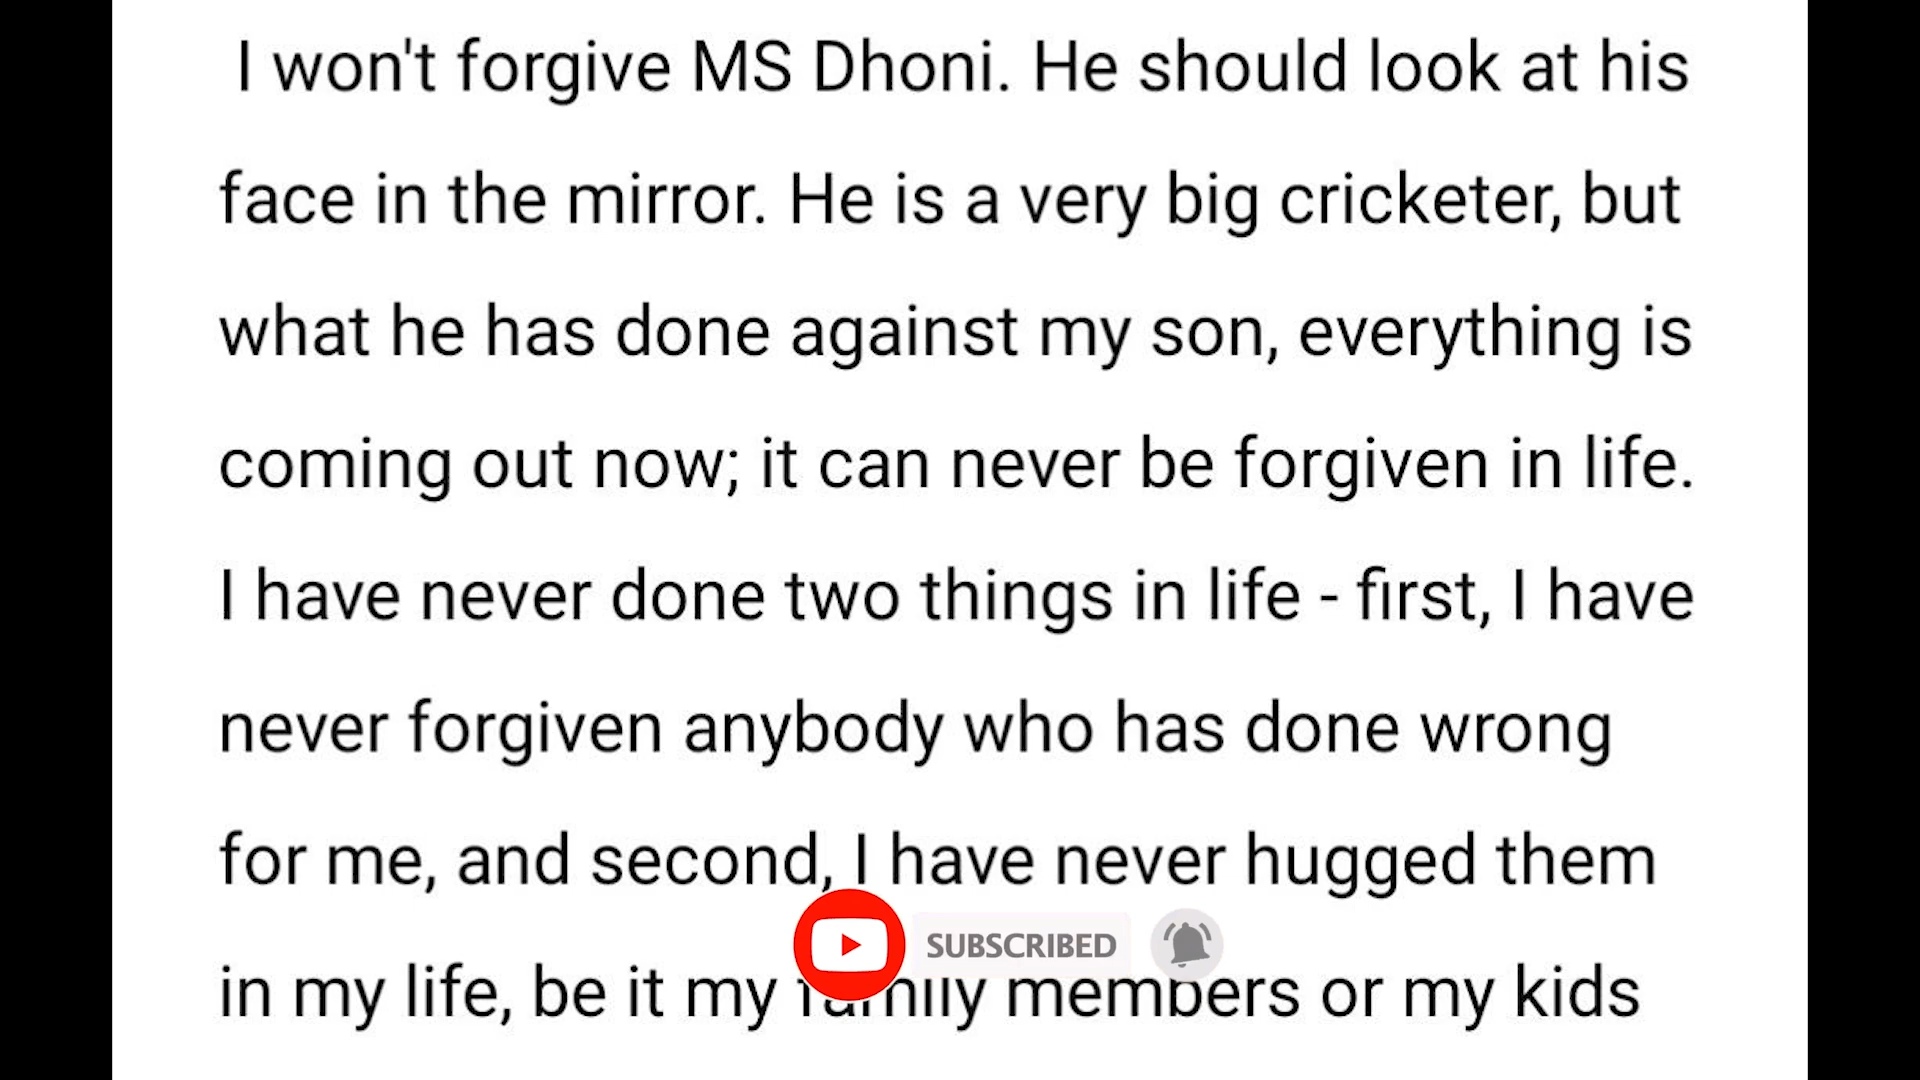 I won't forgive MS Dhoni. He should look at his
face in the mirror. He is a very big cricketer, but
what he has done against my son, everything is
coming out now; it can never be forgiven in life.
I have never done two things in life - first, I have
never forgiven anybody who has done wrong
for me, and second, I have never hugged them
SUBSCRIBED
in my life, be it my family members or my kids